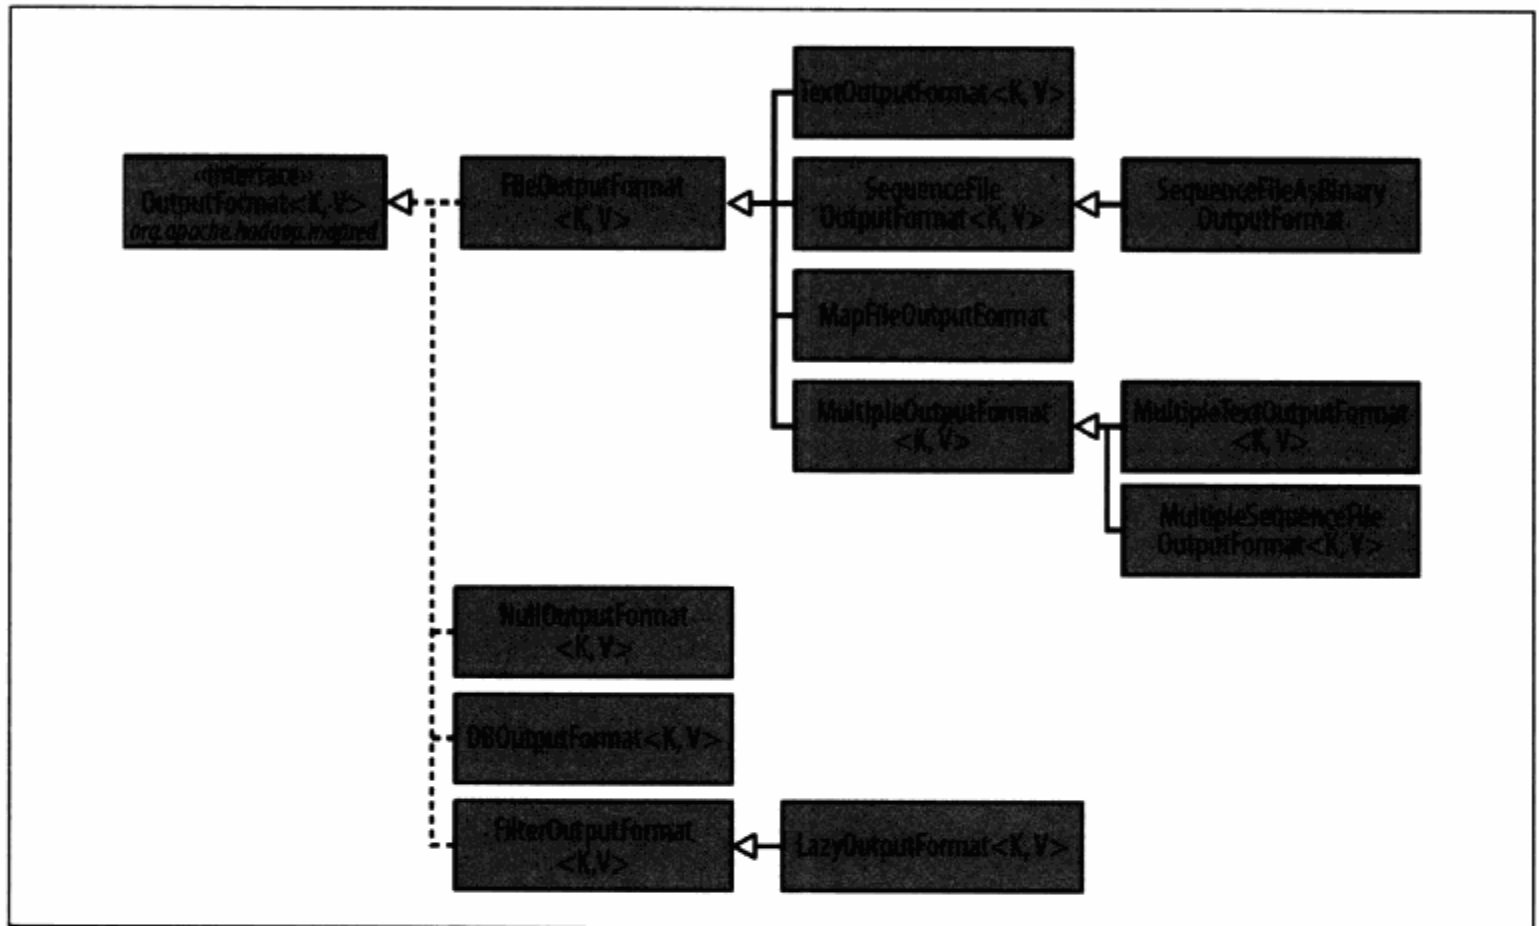 «interface»
OutputFormat<K, V>
org.apache.hadoop.mapred
FileOutputFormat
<K, V>
TextOutputFormat<K, V>
SequenceFile
OutputFormat<K, V>
SequenceFileAsBinary
OutputFormat
MapFileOutputFormat
MultipleOutputFormat
<K, V>
MultipleTextOutputFormat
<K, V>
MultipleSequenceFile
OutputFormat<K, V>
NullOutputFormat
<K, V>
DBOutputFormat<K, V>
FilterOutputFormat
<K,V>
LazyOutputFormat<K, V>